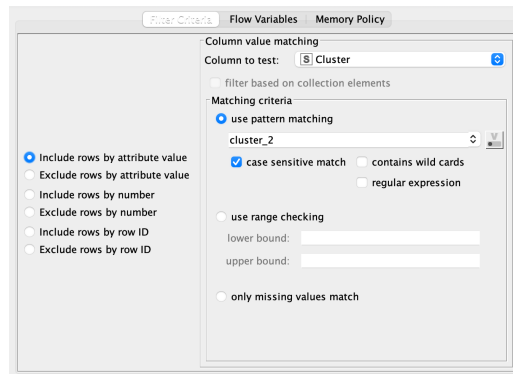 Filter Criteria Flow Variables Memory Policy
Column value matching
Column to test: S Cluster
filter based on collection elements
Matching criteria
use pattern matching
cluster_2
case sensitive match contains wild cards
regular expression
use range checking
lower bound:
upper bound:
only missing values match
Include rows by attribute value
Exclude rows by attribute value
Include rows by number
Exclude rows by number
Include rows by row ID
Exclude rows by row ID